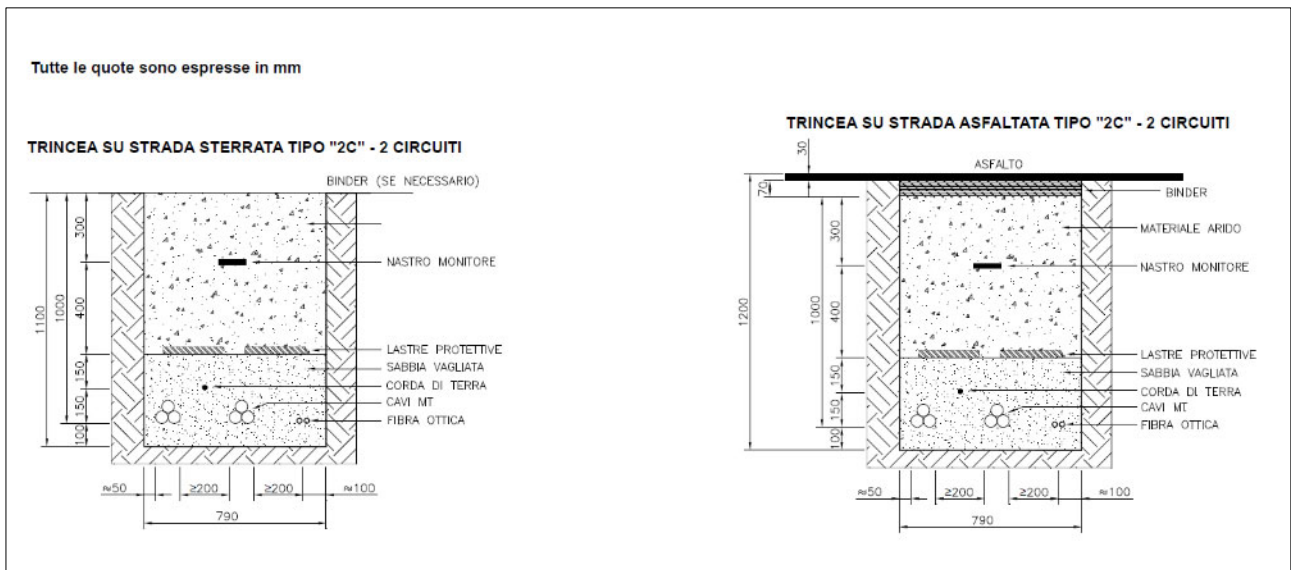 Tutte le quote sono espresse in mm
TRINCEA SU STRADA STERRATA TIPO "2C" - 2 CIRCUITI
BINDER (SE NECESSARIO)
300
NASTRO MONITORE
400
1000
1100
LASTRE PROTETTIVE
150
SABBIA VAGLIATA
CORDA DI TERRA
150
CAVI MT
FIBRA OTTICA
100
≈50
≥200
≥200
≈100
790
TRINCEA SU STRADA ASFALTATA TIPO "2C" - 2 CIRCUITI
30
ASFALTO
70
BINDER
300
MATERIALE ARIDO
NASTRO MONITORE
400
1000
1200
LASTRE PROTETTIVE
150
SABBIA VAGLIATA
CORDA DI TERRA
150
CAVI MT
FIBRA OTTICA
100
≈50
≥200
≥200
≈100
790